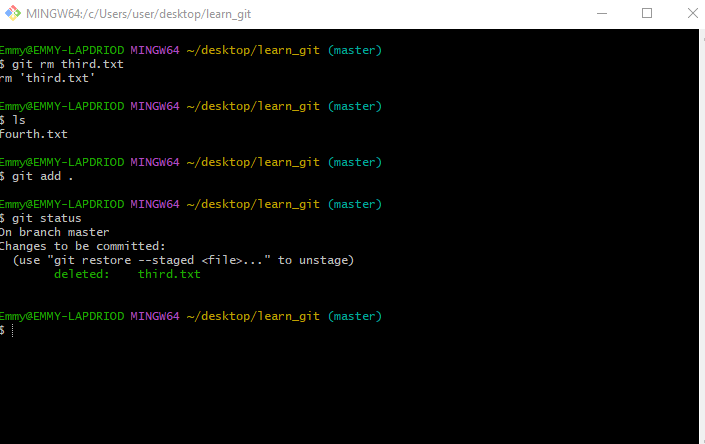 MINGW64:/c/Users/user/desktop/learn_git
Emmy@EMMY-LAPDRIOD MINGW64 ~/desktop/learn_git (master)
$ git rm third.txt
rm 'third.txt'
Emmy@EMMY-LAPDRIOD MINGW64 ~/desktop/learn_git (master)
$ ls
fourth.txt
Emmy@EMMY-LAPDRIOD MINGW64 ~/desktop/learn_git (master)
$ git add .
Emmy@EMMY-LAPDRIOD MINGW64 ~/desktop/learn_git (master)
$ git status
On branch master
Changes to be committed:
  (use "git restore --staged <file>..." to unstage)
        deleted:    third.txt
Emmy@EMMY-LAPDRIOD MINGW64 ~/desktop/learn_git (master)
$